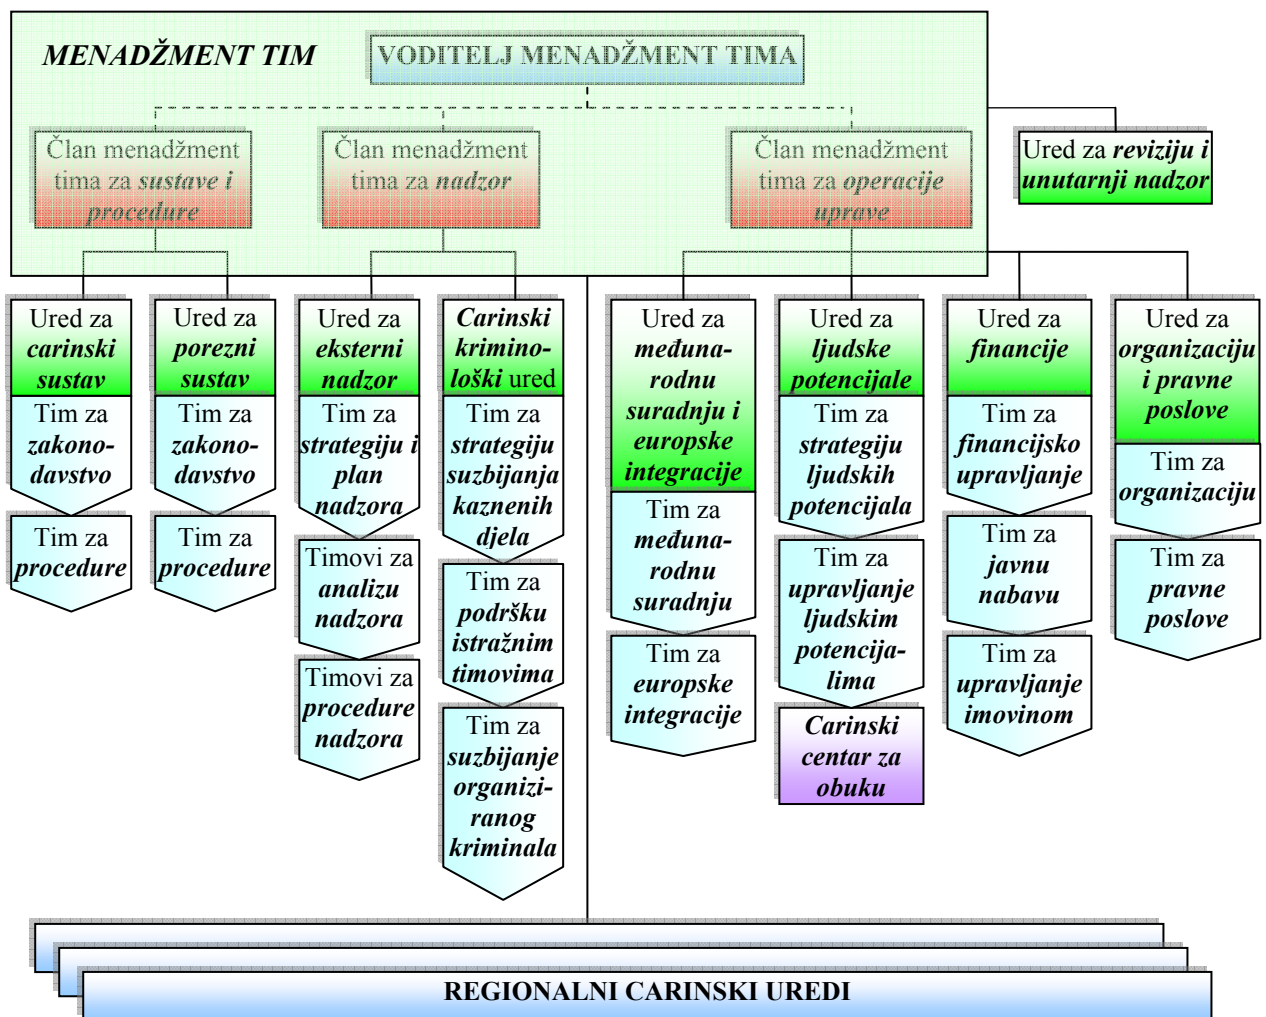 MENADŽMENT TIM
VODITELJ MENADŽMENT TIMA
Član menadžment
tima za sustave i
procedure
Član menadžment
tima za nadzor
Član menadžment
tima za operacije
uprave
Ured za reviziju i
unutarnji nadzor
Ured za
carinski
sustav
Tim za
zakono-
davstvo
Tim za
procedure
Ured za
porezni
sustav
Tim za
zakono-
davstvo
Tim za
procedure
Ured za
eksterni
nadzor
Tim za
strategiju i
plan
nadzora
Timovi za
analizu
nadzora
Timovi za
procedure
nadzora
Carinski
krimino-
loški ured
Tim za
strategiju
suzbijanja
kaznenih
djela
Tim za
podršku
istražnim
timovima
Tim za
suzbijanje
organizi-
ranog
kriminala
Ured za
međuna-
rodnu
suradnju i
europske
integracije
Tim za
međuna-
rodnu
suradnju
Tim za
europske
integracije
Ured za
ljudske
potencijale
Tim za
strategiju
ljudskih
potencijala
Tim za
upravljanje
ljudskim
potencija-
lima
Carinski
centar za
obuku
Ured za
financije
Tim za
financijsko
upravljanje
Tim za
javnu
nabavu
Tim za
upravljanje
imovinom
Ured za
organizaciju
i pravne
poslove
Tim za
organizaciju
Tim za
pravne
poslove
REGIONALNI CARINSKI UREDI